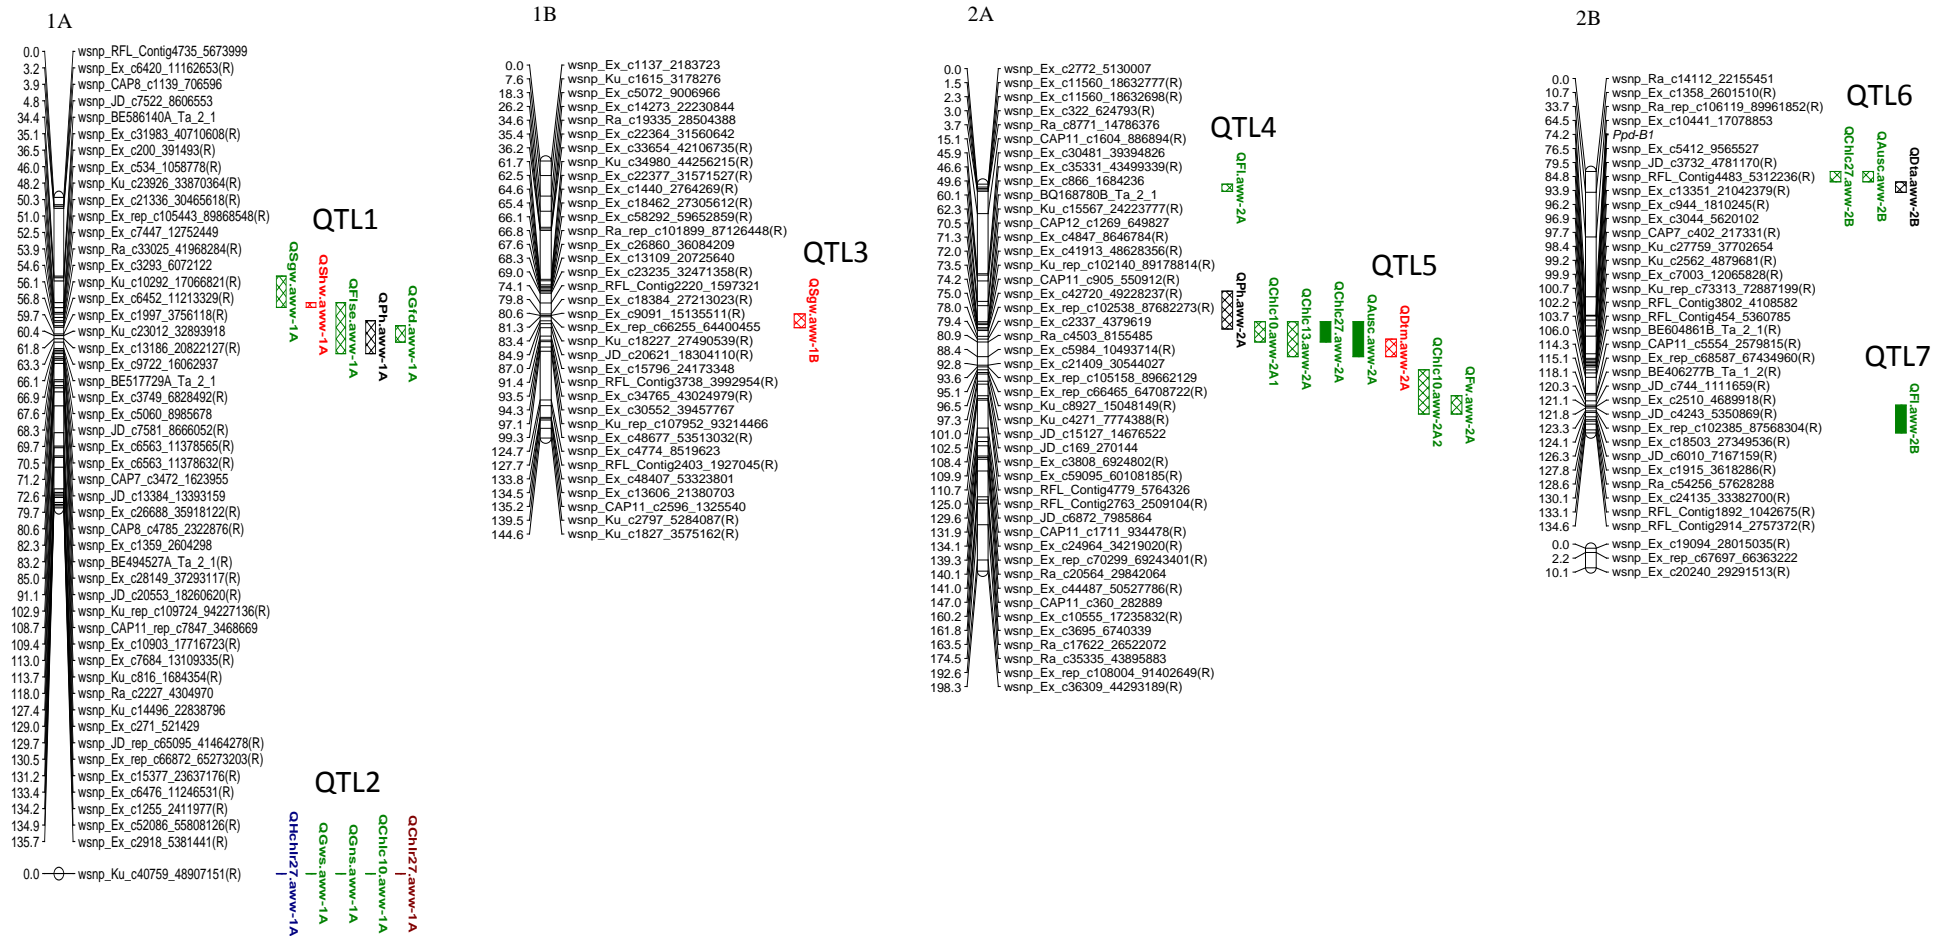 1A
0.0 wsnp_RFL_Contig4735_5673999
3.2 wsnp_Ex_c6420_11162653(R)
3.9 wsnp_CAP8_c1139_706596
4.8 wsnp_JD_c7522_8606553
34.4 wsnp_BE586140A_Ta_2_1
35.1 wsnp_Ex_c31983_40710608(R)
36.5 wsnp_Ex_c200_391493(R)
46.0 wsnp_Ex_c534_1058778(R)
48.2 wsnp_Ku_c23926_33870364(R)
50.3 wsnp_Ex_c21336_30465618(R)
51.0 wsnp_Ex_rep_c105443_89868548(R)
52.5 wsnp_Ex_c7447_12752449
53.9 wsnp_Ra_c33025_41968284(R)
54.6 wsnp_Ex_c3293_6072122
56.1 wsnp_Ku_c10292_17066821(R)
56.8 wsnp_Ex_c6452_11213329(R)
59.7 wsnp_Ex_c1997_3756118(R)
60.4 wsnp_Ku_c23012_32893918
61.8 wsnp_Ex_c13186_20822127(R)
63.3 wsnp_Ex_c9722_16062937
66.1 wsnp_BE517729A_Ta_2_1
66.9 wsnp_Ex_c3749_6828492(R)
67.6 wsnp_Ex_c5060_8985678
68.3 wsnp_JD_c7581_8666052(R)
69.7 wsnp_Ex_c6563_11378565(R)
70.5 wsnp_Ex_c6563_11378632(R)
71.2 wsnp_CAP7_c3472_1623955
72.6 wsnp_JD_c13384_13393159
79.7 wsnp_Ex_c26688_35918122(R)
80.6 wsnp_CAP8_c4785_2322876(R)
82.3 wsnp_Ex_c1359_2604298
83.2 wsnp_BE494527A_Ta_2_1(R)
85.0 wsnp_Ex_c28149_37293117(R)
91.1 wsnp_JD_c20553_18260620(R)
102.9 wsnp_Ku_rep_c109724_94227136(R)
108.7 wsnp_CAP11_rep_c7847_3468669
109.4 wsnp_Ex_c10903_17716723(R)
113.0 wsnp_Ex_c7684_13109335(R)
113.7 wsnp_Ku_c816_1684354(R)
118.0 wsnp_Ra_c2227_4304970
127.4 wsnp_Ku_c14496_22838796
129.0 wsnp_Ex_c271_521429
129.7 wsnp_JD_rep_c65095_41464278(R)
130.5 wsnp_Ex_rep_c66872_65273203(R)
131.2 wsnp_Ex_c15377_23637176(R)
133.4 wsnp_Ex_c6476_11246531(R)
134.2 wsnp_Ex_c1255_2411977(R)
134.9 wsnp_Ex_c52086_55808126(R)
135.7 wsnp_Ex_c2918_5381441(R)
0.0 wsnp_Ku_c40759_48907151(R)
QTL1
QSgw.aww-1A
QShw.aww-1A
QFlse.aww-1A
QPh.aww-1A
QGfd.aww-1A
QTL2
QHchlr27.aww-1A
QGws.aww-1A
QGns.aww-1A
QChlc10.aww-1A
QChlr27.aww-1A
1B
0.0 wsnp_Ex_c1137_2183723
7.6 wsnp_Ku_c1615_3178276
18.3 wsnp_Ex_c5072_9006966
26.2 wsnp_Ex_c14273_22230844
34.6 wsnp_Ra_c19335_28504388
35.4 wsnp_Ex_c22364_31560642
36.2 wsnp_Ex_c33654_42106735(R)
61.7 wsnp_Ku_c34980_44256215(R)
62.5 wsnp_Ex_c22377_31571527(R)
64.6 wsnp_Ex_c1440_2764269(R)
65.4 wsnp_Ex_c18462_27305612(R)
66.1 wsnp_Ex_c58292_59652859(R)
66.8 wsnp_Ra_rep_c101899_87126448(R)
67.6 wsnp_Ex_c26860_36084209
68.3 wsnp_Ex_c13109_20725640
69.0 wsnp_Ex_c23235_32471358(R)
74.1 wsnp_RFL_Contig2220_1597321
79.8 wsnp_Ex_c18384_27213023(R)
80.6 wsnp_Ex_c9091_15135511(R)
81.3 wsnp_Ex_rep_c66255_64400455
83.4 wsnp_Ku_c18227_27490539(R)
84.9 wsnp_JD_c20621_18304110(R)
87.0 wsnp_Ex_c15796_24173348
91.4 wsnp_RFL_Contig3738_3992954(R)
93.5 wsnp_Ex_c34765_43024979(R)
94.3 wsnp_Ex_c30552_39457767
97.1 wsnp_Ku_rep_c107952_93214466
99.3 wsnp_Ex_c48677_53513032(R)
124.7 wsnp_Ex_c4774_8519623
127.7 wsnp_RFL_Contig2403_1927045(R)
133.8 wsnp_Ex_c48407_53323801
134.5 wsnp_Ex_c13606_21380703
135.2 wsnp_CAP11_c2596_1325540
139.5 wsnp_Ku_c2797_5284087(R)
144.6 wsnp_Ku_c1827_3575162(R)
QTL3
QSgw.aww-1B
2A
0.0 wsnp_Ex_c2772_5130007
1.5 wsnp_Ex_c11560_18632777(R)
2.3 wsnp_Ex_c11560_18632698(R)
3.0 wsnp_Ex_c322_624793(R)
3.7 wsnp_Ra_c8771_14786376
15.1 wsnp_CAP11_c1604_886894(R)
45.9 wsnp_Ex_c30481_39394826
46.6 wsnp_Ex_c35331_43499339(R)
49.6 wsnp_Ex_c866_1684236
60.1 wsnp_BQ168780B_Ta_2_1
62.3 wsnp_Ku_c15567_24223777(R)
70.5 wsnp_CAP12_c1269_649827
71.3 wsnp_Ex_c4847_8646784(R)
72.0 wsnp_Ex_c41913_48628356(R)
73.5 wsnp_Ku_rep_c102140_89178814(R)
74.2 wsnp_CAP11_c905_550912(R)
75.0 wsnp_Ex_c42720_49228237(R)
78.0 wsnp_Ex_rep_c102538_87682273(R)
79.4 wsnp_Ex_c2337_4379619
80.9 wsnp_Ra_c4503_8155485
88.4 wsnp_Ex_c5984_10493714(R)
92.8 wsnp_Ex_c21409_30544027
93.6 wsnp_Ex_rep_c105158_89662129
95.1 wsnp_Ex_rep_c66465_64708722(R)
96.5 wsnp_Ku_c8927_15048149(R)
97.3 wsnp_Ku_c4271_7774388(R)
101.0 wsnp_JD_c15127_14676522
102.5 wsnp_JD_c169_270144
108.4 wsnp_Ex_c3808_6924802(R)
109.9 wsnp_Ex_c59095_60108185(R)
110.7 wsnp_RFL_Contig4779_5764326
125.0 wsnp_RFL_Contig2763_2509104(R)
129.6 wsnp_JD_c6872_7985864
131.9 wsnp_CAP11_c1711_934478(R)
134.1 wsnp_Ex_c24964_34219020(R)
139.3 wsnp_Ex_rep_c70299_69243401(R)
140.1 wsnp_Ra_c20564_29842064
141.0 wsnp_Ex_c44487_50527786(R)
147.0 wsnp_CAP11_c360_282889
160.2 wsnp_Ex_c10555_17235832(R)
161.8 wsnp_Ex_c3695_6740339
163.5 wsnp_Ra_c17622_26522072
174.5 wsnp_Ra_c35335_43895883
192.6 wsnp_Ex_rep_c108004_91402649(R)
198.3 wsnp_Ex_c36309_44293189(R)
QTL4
QFl.aww-2A
QTL5
QPh.aww-2A
QChlc10.aww-2A1
QChlc13.aww-2A
QChlc27.aww-2A
QAusc.aww-2A
QDtm.aww-2A
QChlc10.aww-2A2
QFw.aww-2A
2B
0.0 wsnp_Ra_c14112_22155451
10.7 wsnp_Ex_c1358_2601510(R)
33.7 wsnp_Ra_rep_c106119_89961852(R)
64.5 wsnp_Ex_c10441_17078853
74.2 Ppd-B1
76.5 wsnp_Ex_c5412_9565527
79.5 wsnp_JD_c3732_4781170(R)
84.8 wsnp_RFL_Contig4483_5312236(R)
93.9 wsnp_Ex_c13351_21042379(R)
96.2 wsnp_Ex_c944_1810245(R)
96.9 wsnp_Ex_c3044_5620102
97.7 wsnp_CAP7_c402_217331(R)
98.4 wsnp_Ku_c27759_37702654
99.2 wsnp_Ku_c2562_4879681(R)
99.9 wsnp_Ex_c7003_12065828(R)
100.7 wsnp_Ku_rep_c73313_72887199(R)
102.2 wsnp_RFL_Contig3802_4108582
103.7 wsnp_RFL_Contig454_5360785
106.0 wsnp_BE604861B_Ta_2_1(R)
114.3 wsnp_CAP11_c5554_2579815(R)
115.1 wsnp_Ex_rep_c68587_67434960(R)
118.1 wsnp_BE406277B_Ta_1_2(R)
120.3 wsnp_JD_c744_1111659(R)
121.1 wsnp_Ex_c2510_4689918(R)
121.8 wsnp_JD_c4243_5350869(R)
123.3 wsnp_Ex_rep_c102385_87568304(R)
124.1 wsnp_Ex_c18503_27349536(R)
126.3 wsnp_JD_c6010_7167159(R)
127.8 wsnp_Ex_c1915_3618286(R)
128.6 wsnp_Ra_c54256_57628288
130.1 wsnp_Ex_c24135_33382700(R)
133.1 wsnp_RFL_Contig1892_1042675(R)
134.6 wsnp_RFL_Contig2914_2757372(R)
0.0 wsnp_Ex_c19094_28015035(R)
2.2 wsnp_Ex_rep_c67697_66363222
10.1 wsnp_Ex_c20240_29291513(R)
QTL6
QChlc27.aww-2B
QAusc.aww-2B
QDta.aww-2B
QTL7
QFl.aww-2B